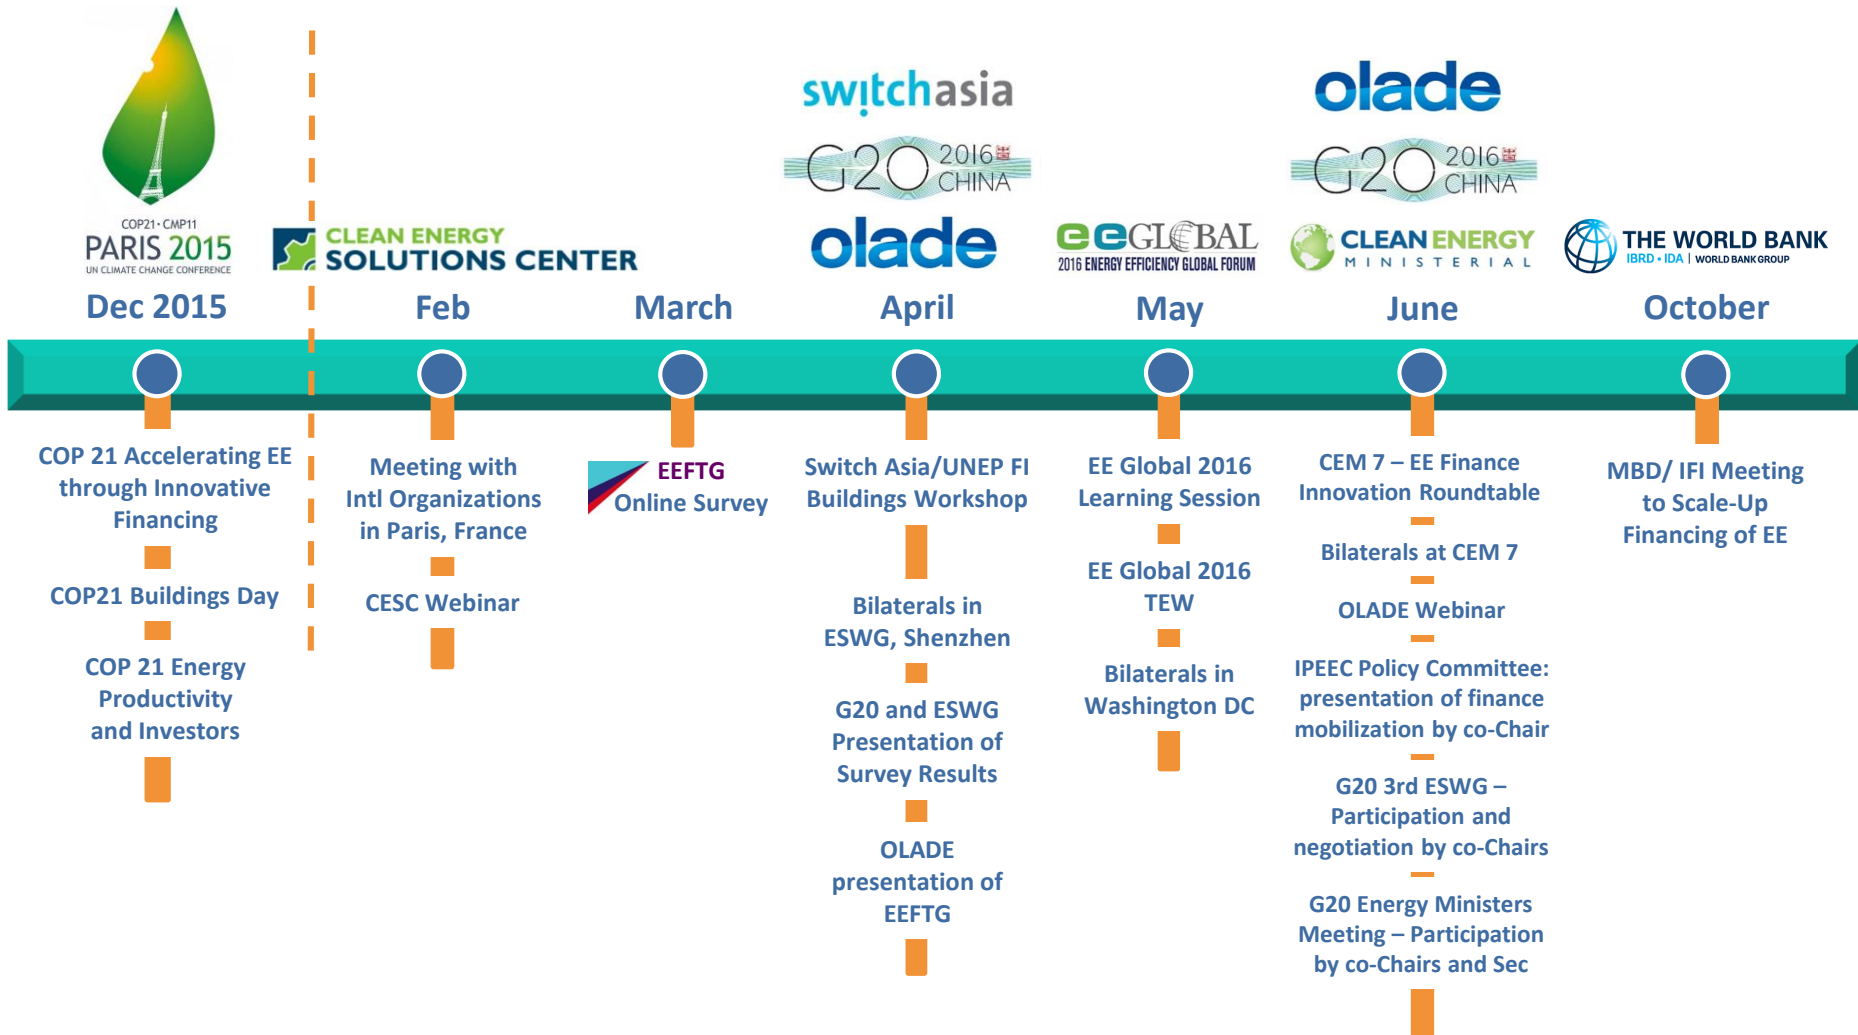 COP21 • CMP11
PARIS 2015
UN CLIMATE CHANGE CONFERENCE
Dec 2015
COP 21 Accelerating EE
through Innovative
Financing
COP21 Buildings Day
COP 21 Energy
Productivity
and Investors
CLEAN ENERGY
SOLUTIONS CENTER
Feb
Meeting with
Intl Organizations
in Paris, France
CESC Webinar
March
EEFTG
Online Survey
switchasia
G20 2016
CHINA
olade
April
Switch Asia/UNEP FI
Buildings Workshop
Bilaterals in
ESWG, Shenzhen
G20 and ESWG
Presentation of
Survey Results
OLADE
presentation of
EEFTG
eeGLOBAL
2016 ENERGY EFFICIENCY GLOBAL FORUM
May
EE Global 2016
Learning Session
EE Global 2016
TEW
Bilaterals in
Washington DC
olade
G20 2016
CHINA
CLEAN ENERGY
MINISTERIAL
June
CEM 7 – EE Finance
Innovation Roundtable
Bilaterals at CEM 7
OLADE Webinar
IPEEC Policy Committee:
presentation of finance
mobilization by co-Chair
G20 3rd ESWG –
Participation and
negotiation by co-Chairs
G20 Energy Ministers
Meeting – Participation
by co-Chairs and Sec
THE WORLD BANK
IBRD • IDA | WORLD BANK GROUP
October
MBD/ IFI Meeting
to Scale-Up
Financing of EE